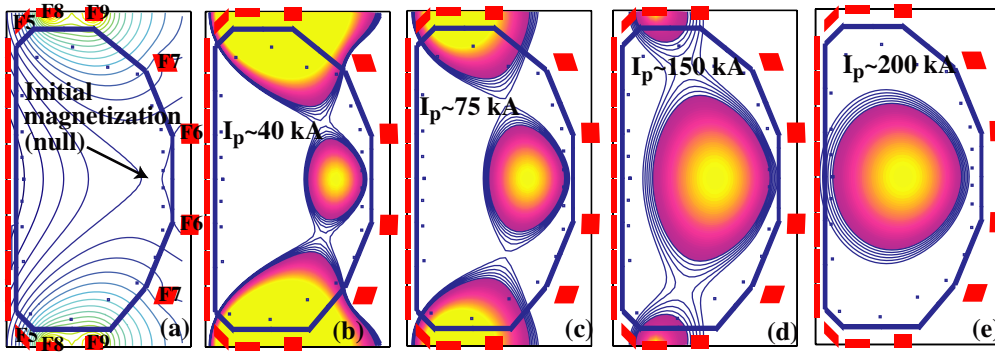 F5 F8 F9
F7
Initial
magnetization
(null)
F6
F6
F7
F5 F8 F9
(a)
I_p~40 kA
(b)
I_p~75 kA
(c)
I_p~150 kA
(d)
I_p~200 kA
(e)